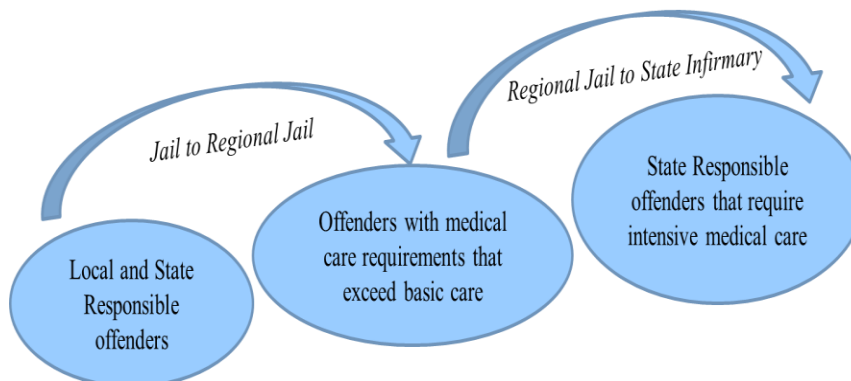 Jail to Regional Jail
Regional Jail to State Infirmary
Local and State
Responsible
offenders
Offenders with medical
care requirements that
exceed basic care
State Responsible
offenders that require
intensive medical care